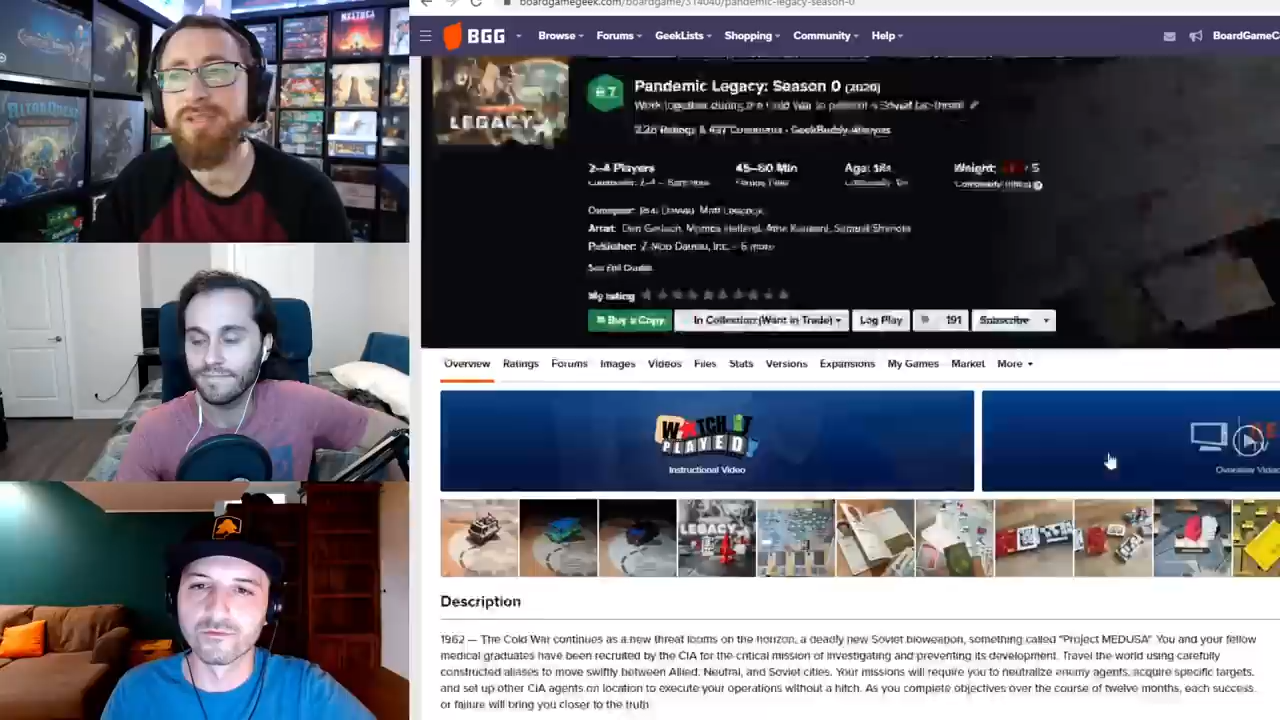 boardgamegeek.com/boardgame/314040/pandemic-legacy-season-0
BGG
Browse
Forums
GeekLists
Shopping
Community
Help
BoardGameC
LEGACY
7
Pandemic Legacy: Season 0 (2020)
2–4 Players
45–60 Min
Weight:
/ 5
Artist:
Publisher:
My rating
Buy a Copy
In Collection (Want in Trade)
Log Play
191
Subscribe
Overview
Ratings
Forums
Images
Videos
Files
Stats
Versions
Expansions
My Games
Market
More
WATCH IT
PLAYED
Instructional Video
Overview Video
LEGACY
Description
1962 — The Cold War continues as a new threat looms on the horizon, a deadly new Soviet bioweapon, something called "Project MEDUSA". You and your fellow
medical graduates have been recruited by the CIA for the critical mission of investigating and preventing its development. Travel the world using carefully
constructed aliases to move swiftly between Allied, Neutral, and Soviet cities. Your missions will require you to neutralize enemy agents, acquire specific targets,
and set up other CIA agents on location to execute your operations without a hitch. As you complete objectives over the course of twelve months, each success
or failure will bring you closer to the truth